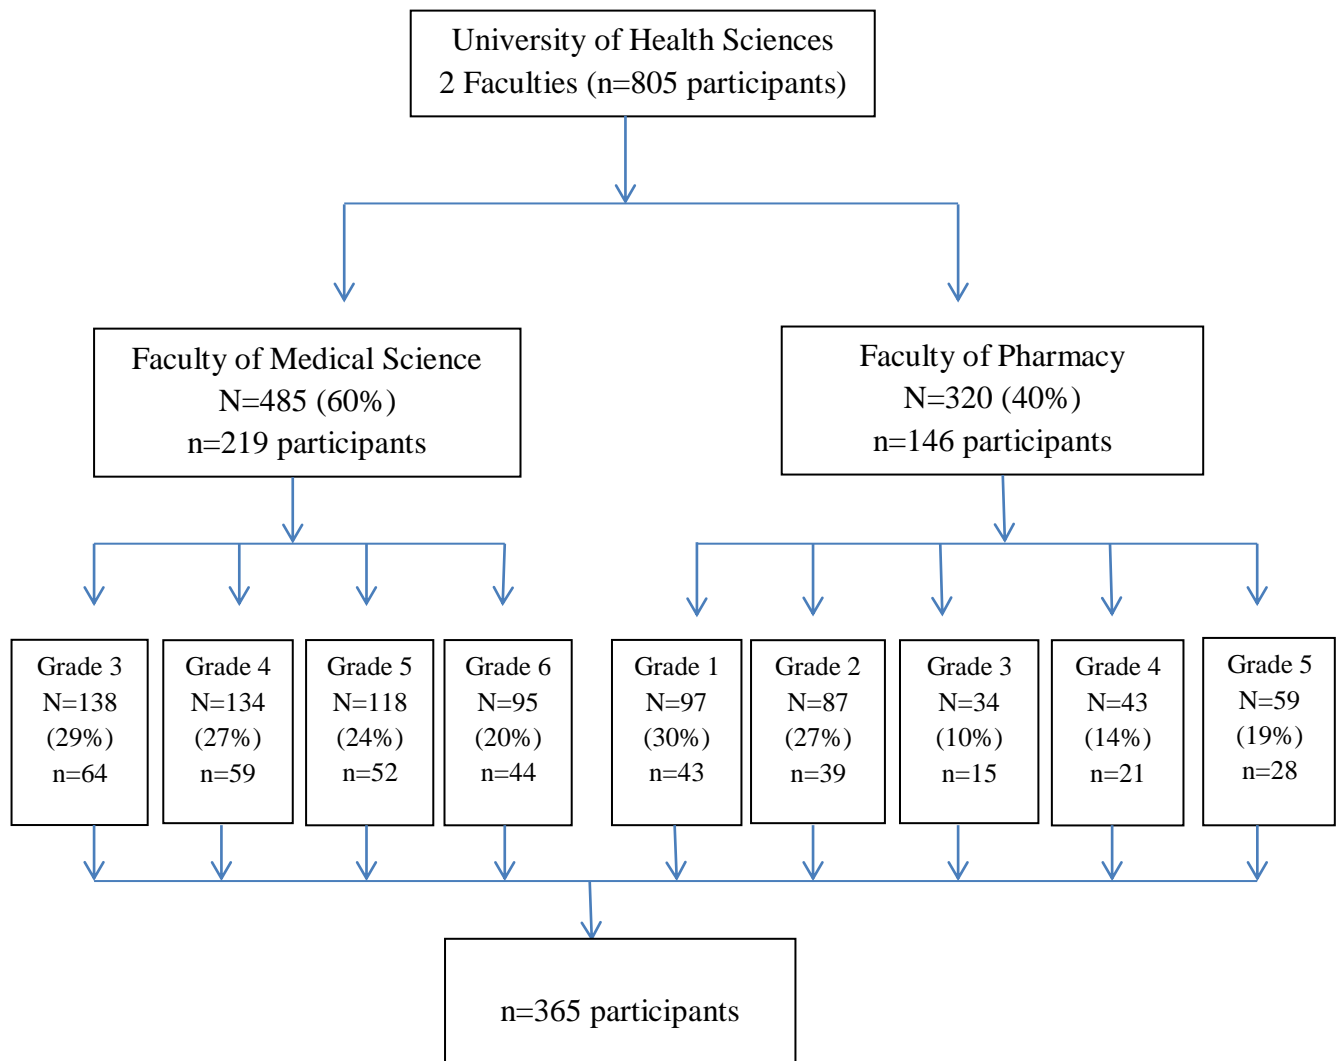 University of Health Sciences
2 Faculties (n=805 participants)
Faculty of Medical Science
N=485 (60%)
n=219 participants
Faculty of Pharmacy
N=320 (40%)
n=146 participants
Grade 3
N=138
(29%)
n=64
Grade 4
N=134
(27%)
n=59
Grade 5
N=118
(24%)
n=52
Grade 6
N=95
(20%)
n=44
Grade 1
N=97
(30%)
n=43
Grade 2
N=87
(27%)
n=39
Grade 3
N=34
(10%)
n=15
Grade 4
N=43
(14%)
n=21
Grade 5
N=59
(19%)
n=28
n=365 participants